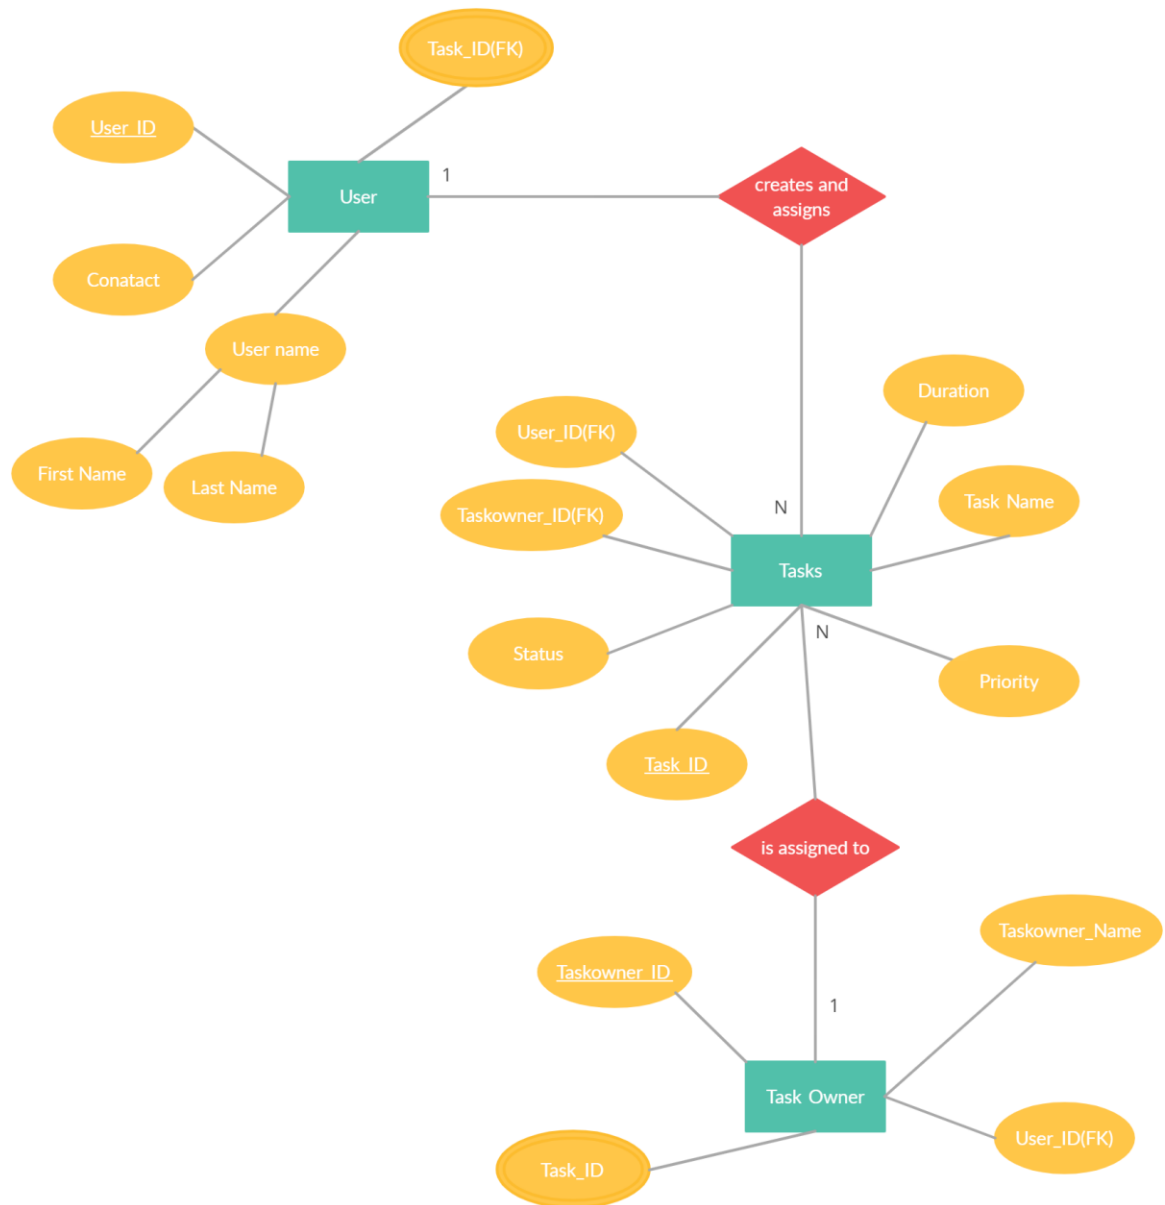 Task_ID(FK)
User_ID
User
1
creates and
assigns
Conatact
User name
First Name
Last Name
Duration
User_ID(FK)
Task Name
Taskowner_ID(FK)
N
Tasks
N
Status
Priority
Task_ID
is assigned to
Taskowner_Name
Taskowner_ID
1
Task Owner
User_ID(FK)
Task_ID